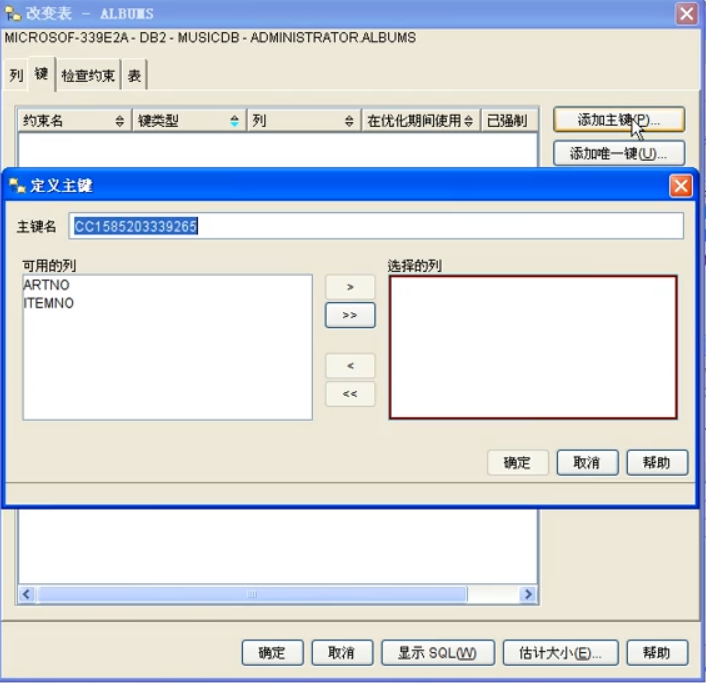 改变表 - ALBUMS
MICROSOF-339E2A - DB2 - MUSICDB - ADMINISTRATOR.ALBUMS
列 键 检查约束 表
约束名 键类型 列 在优化期间使用 已强制
添加主键(P)...
添加唯一键(U)...
定义主键
主键名 CC1585203339265
可用的列 选择的列
ARTNO
ITEMNO
>
>>
<
<<
确定 取消 帮助
确定 取消 显示 SQL(W) 估计大小(E)... 帮助